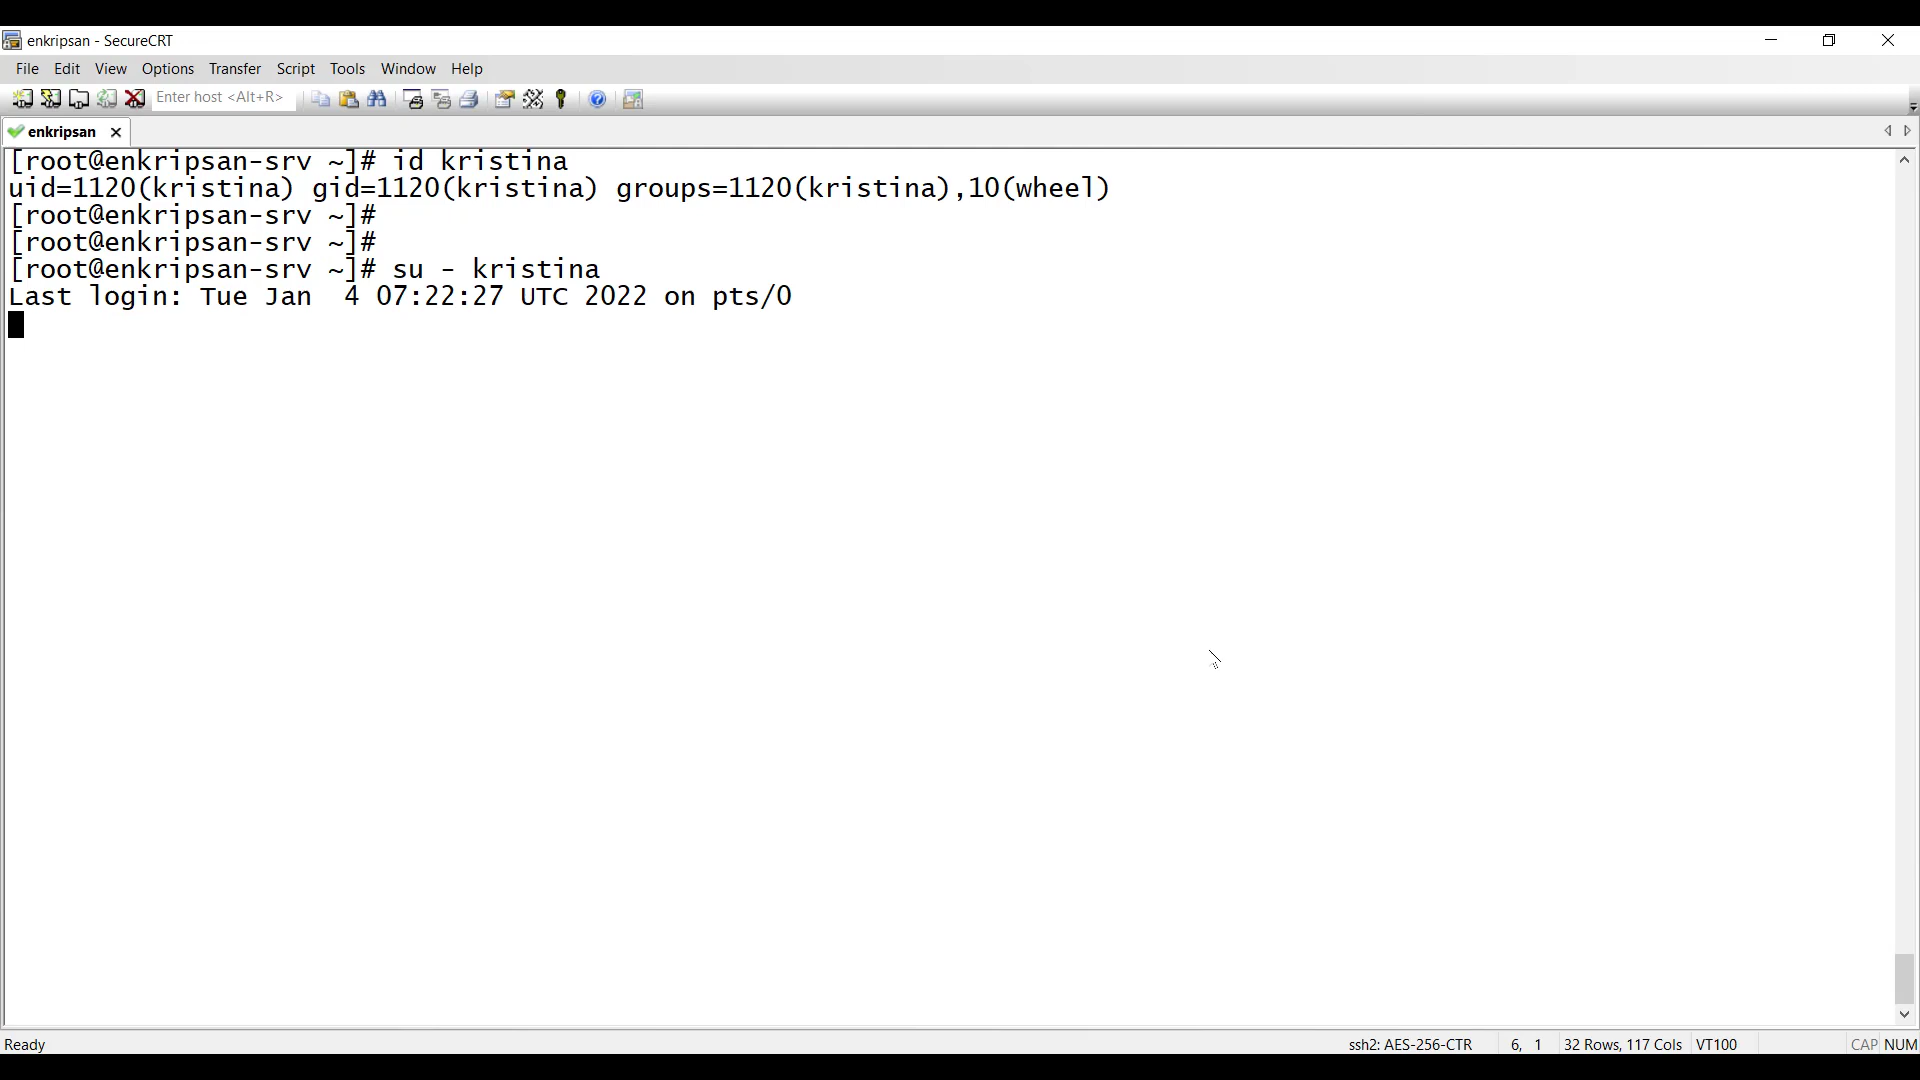 enkripsan - SecureCRT
File Edit View Options Transfer Script Tools Window Help
Enter host <Alt+R>
enkripsan
[root@enkripsan-srv ~]# id kristina
uid=1120(kristina) gid=1120(kristina) groups=1120(kristina),10(wheel)
[root@enkripsan-srv ~]#
[root@enkripsan-srv ~]#
[root@enkripsan-srv ~]# su - kristina
Last login: Tue Jan  4 07:22:27 UTC 2022 on pts/0
Ready ssh2: AES-256-CTR 6, 1 32 Rows, 117 Cols VT100 CAP NUM